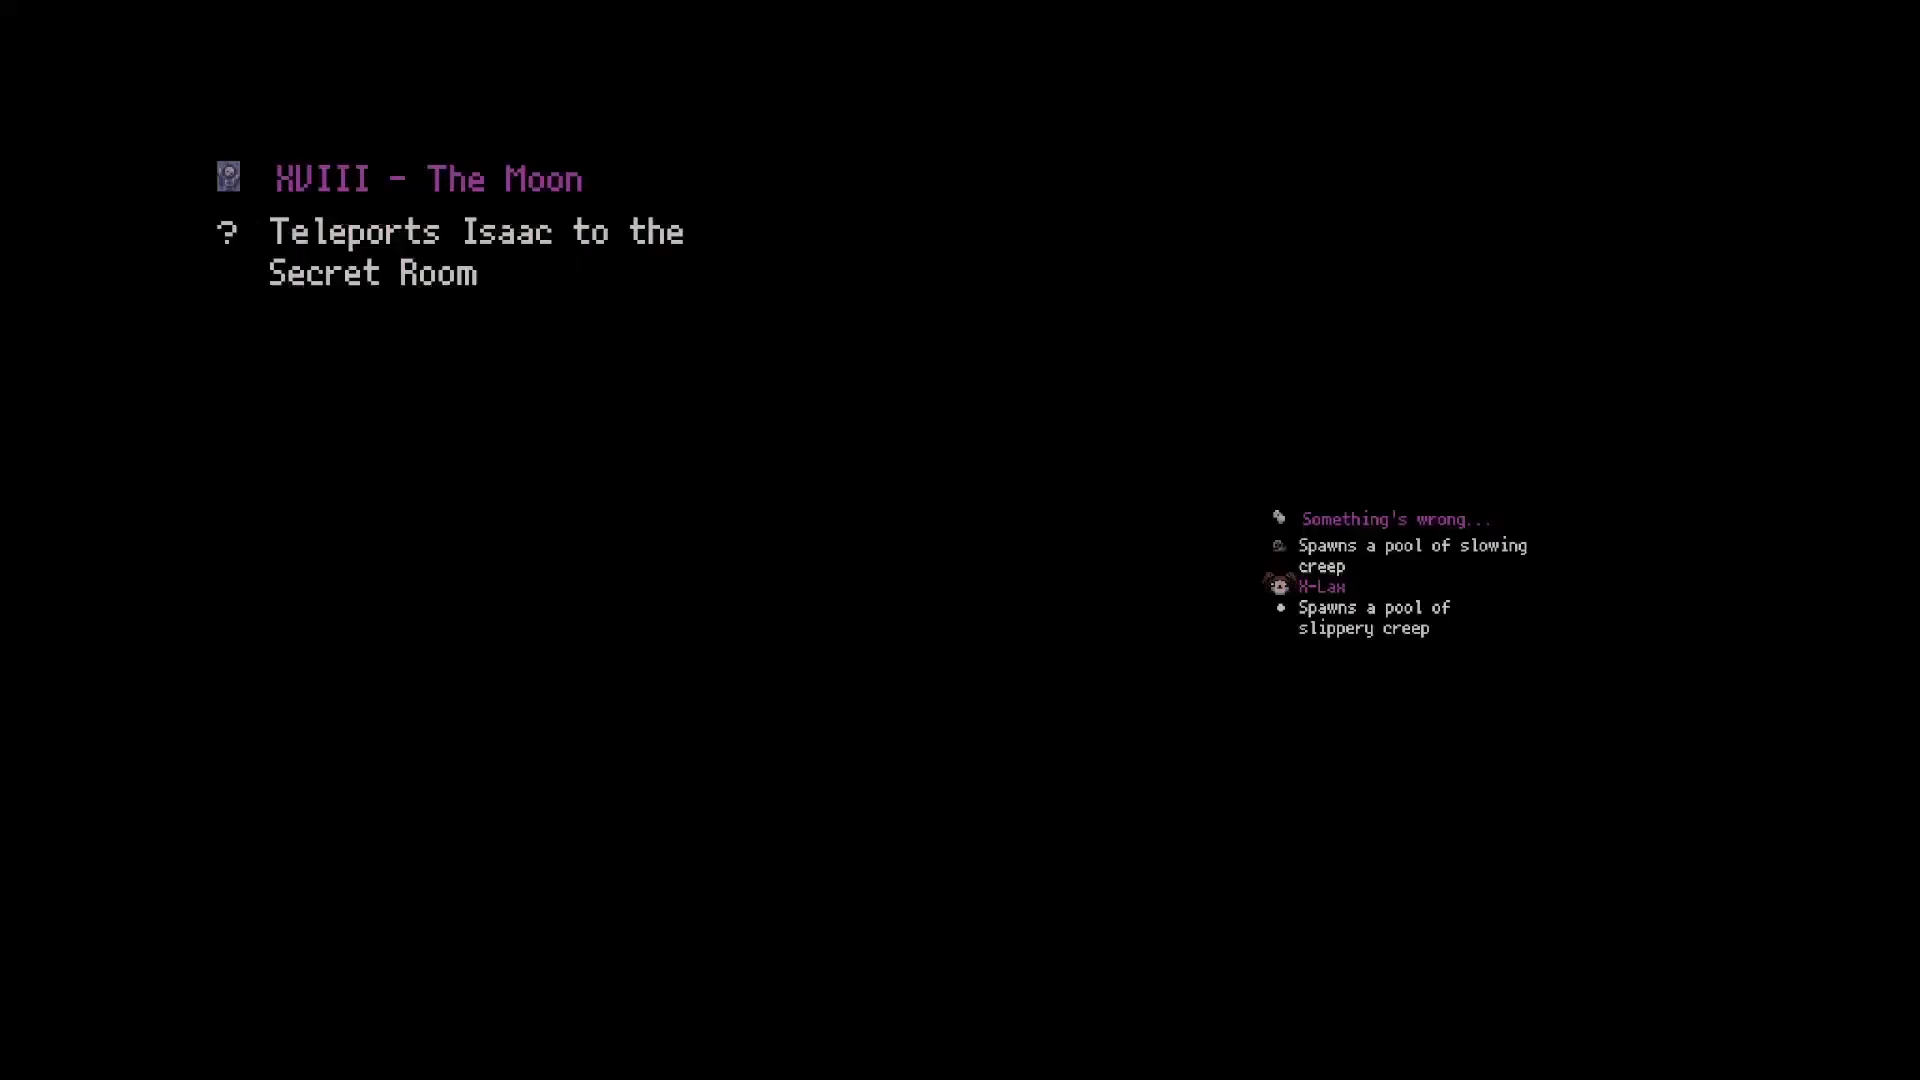 XVIII - The Moon
? Teleports Isaac to the
Secret Room
Something's wrong...
Spawns a pool of slowing
creep
X-Lax
• Spawns a pool of
slippery creep